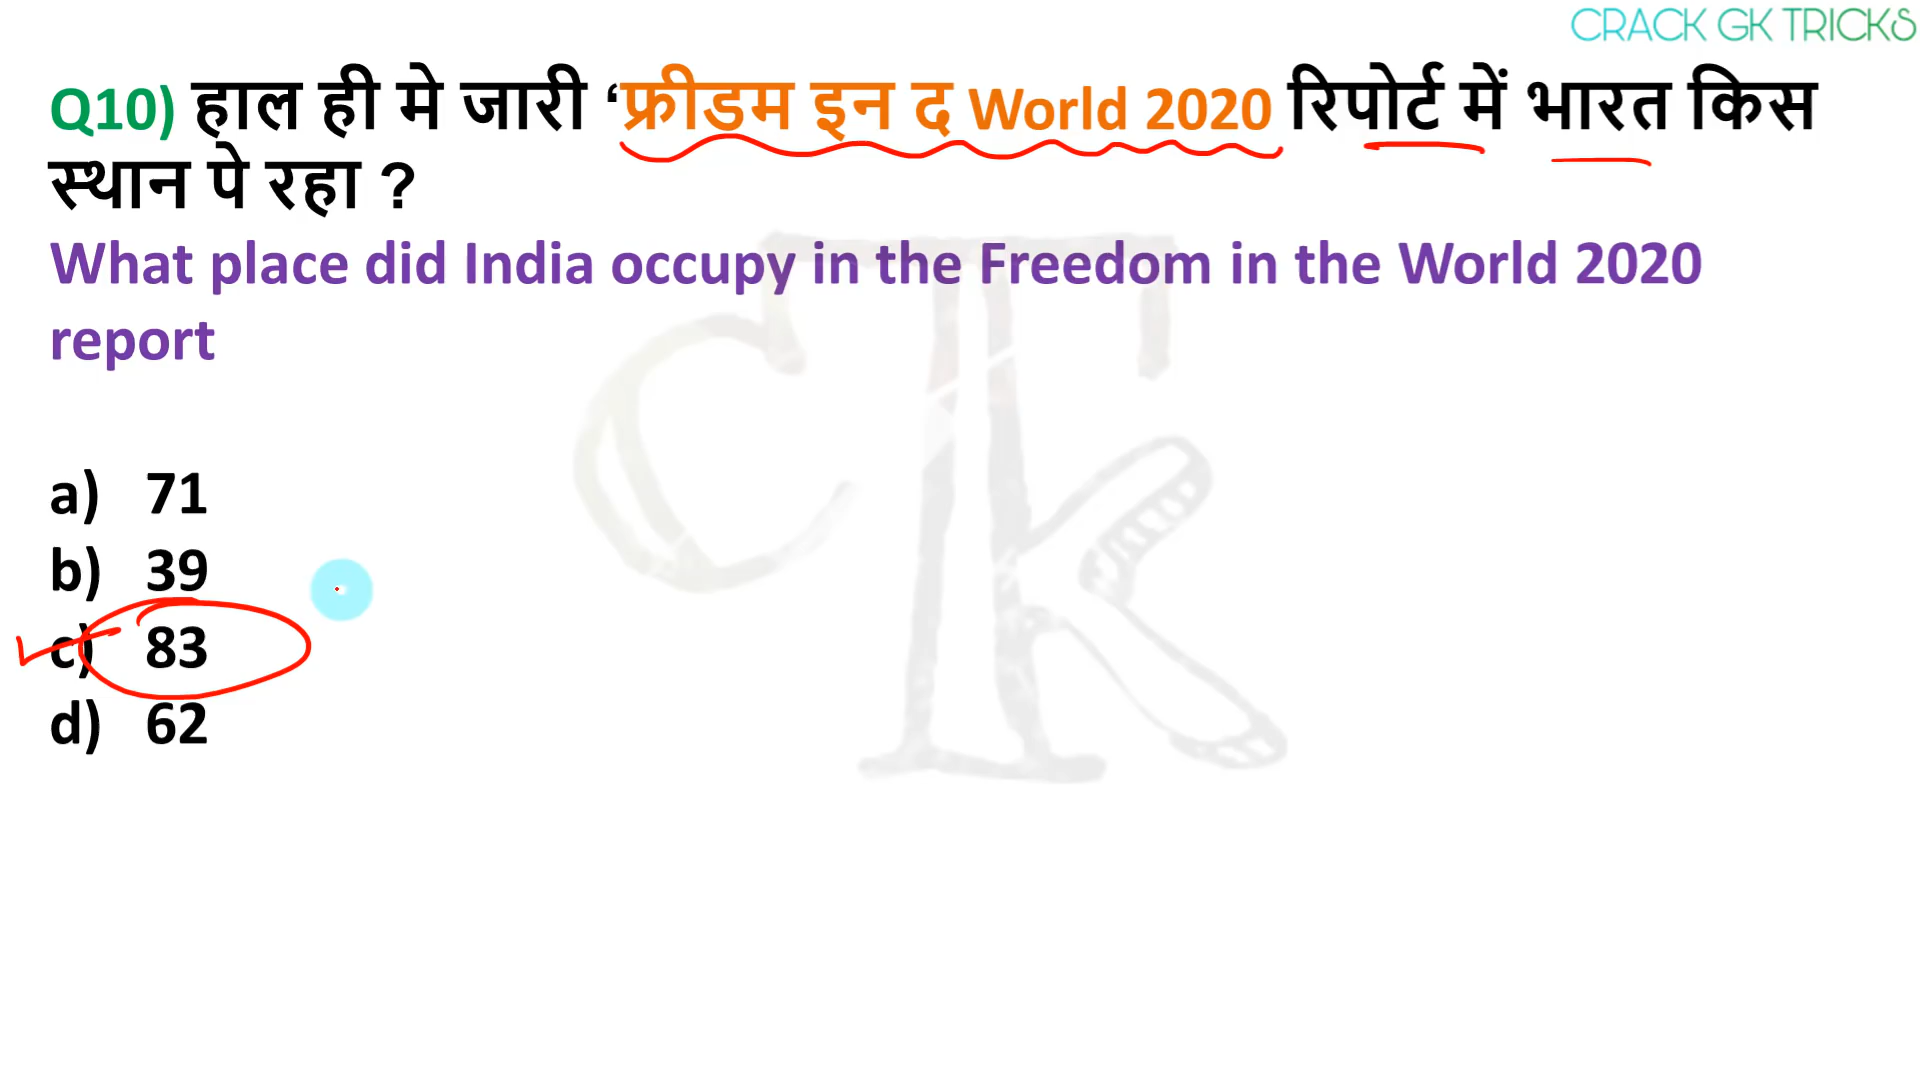 CRACK GK TRICKS
Q10) हाल ही मे जारी ‘फ्रीडम इन द World 2020 रिपोर्ट में भारत किस
स्थान पे रहा ?
What place did India occupy in the Freedom in the World 2020
report
a) 71
b) 39
c) 83
d) 62